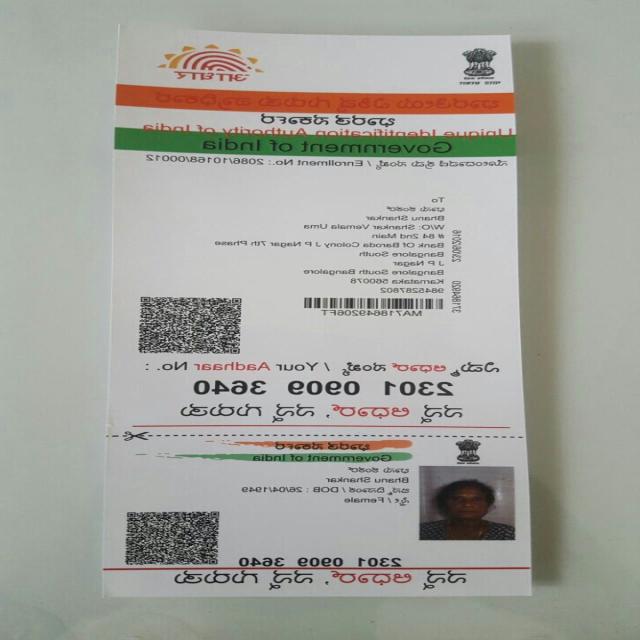 ಭಾರತೀಯ ವಿಶಿಷ್ಟ ಗುರುತು ಪ್ರಾಧಿಕಾರ
ಭಾರತ ಸರ್ಕಾರ
Unique Identification Authority of India
Government of India
ನೋಂದಾವಣೆ ಕ್ರಮ ಸಂಖ್ಯೆ / Enrollment No.: 2086/10168/00012
To
ಭಾನು ಶಂಕರ್
Bhanu Shankar
W/O: Shankar Vemala Uma
# 84 2nd Main
Bank Of Baroda Colony J P Nagar 7th Phase
Bangalore South
J P Nagar
Bangalore South Bangalore
Karnataka 560078
9845287802
MA718649206FT
ನಿಮ್ಮ ಆಧಾರ್ ಸಂಖ್ಯೆ / Your Aadhaar No. :
2301 0909 3640
ನನ್ನ ಆಧಾರ್, ನನ್ನ ಗುರುತು
ಭಾರತ ಸರ್ಕಾರ
Government of India
ಭಾನು ಶಂಕರ್
Bhanu Shankar
ಜನ್ಮ ದಿನಾಂಕ / DOB : 26/04/1949
ಸ್ತ್ರೀ / Female
2301 0909 3640
ನನ್ನ ಆಧಾರ್, ನನ್ನ ಗುರುತು